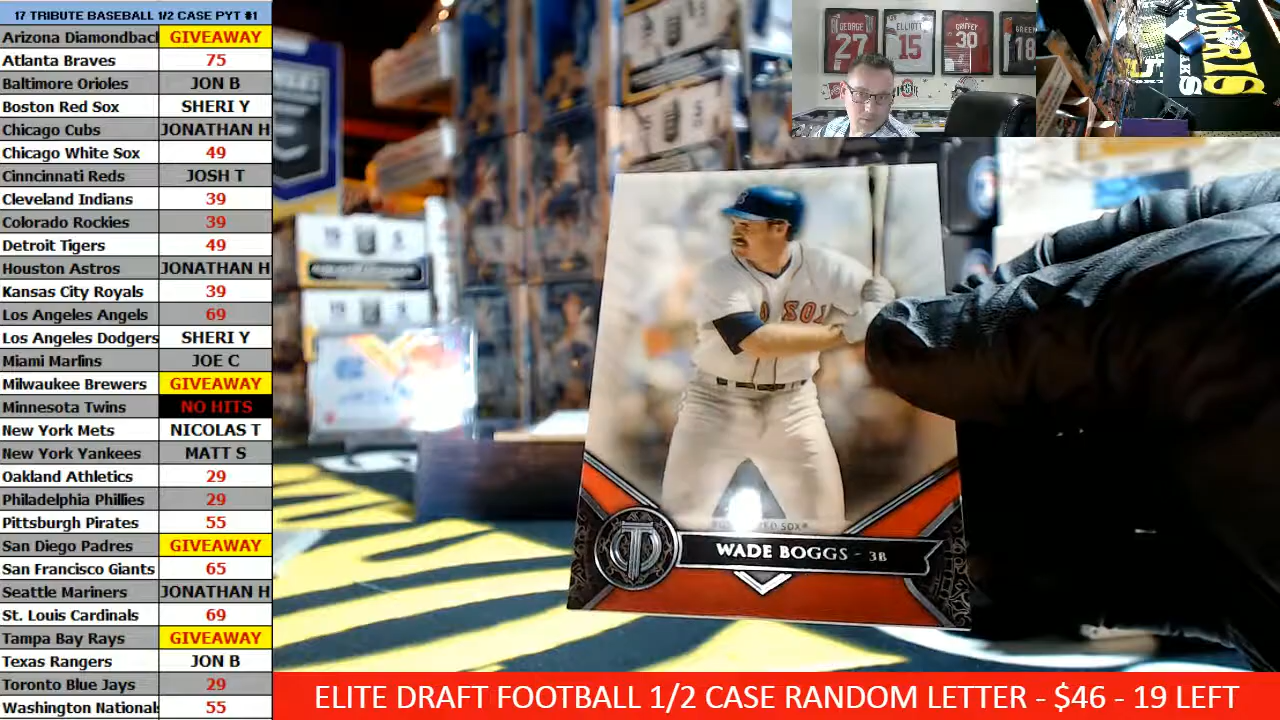 17 TRIBUTE BASEBALL 1/2 CASE PYT #1
Arizona Diamondbac GIVEAWAY
Atlanta Braves 75
Baltimore Orioles JON B
Boston Red Sox SHERI Y
Chicago Cubs JONATHAN H
Chicago White Sox 49
Cinncinnati Reds JOSH T
Cleveland Indians 39
Colorado Rockies 39
Detroit Tigers 49
Houston Astros JONATHAN H
Kansas City Royals 39
Los Angeles Angels 69
Los Angeles Dodgers SHERI Y
Miami Marlins JOE C
Milwaukee Brewers GIVEAWAY
Minnesota Twins NO HITS
New York Mets NICOLAS T
New York Yankees MATT S
Oakland Athletics 29
Philadelphia Phillies 29
Pittsburgh Pirates 55
San Diego Padres GIVEAWAY
San Francisco Giants 65
Seattle Mariners JONATHAN H
St. Louis Cardinals 69
Tampa Bay Rays GIVEAWAY
Texas Rangers JON B
Toronto Blue Jays 29
Washington Nationals 55
GEORGE 27
ELLIOTT 15
GRIFFEY 30
GREEN 18
SOX
WADE BOGGS - 3B
ELITE DRAFT FOOTBALL 1/2 CASE RANDOM LETTER - $46 - 19 LEFT